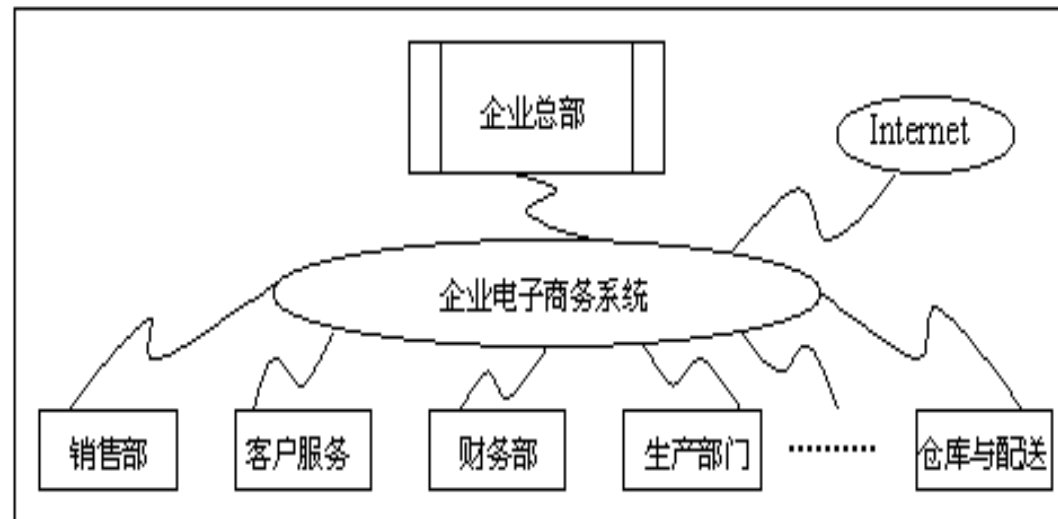 企业总部
Internet
企业电子商务系统
销售部
客户服务
财务部
生产部门
··········
仓库与配送